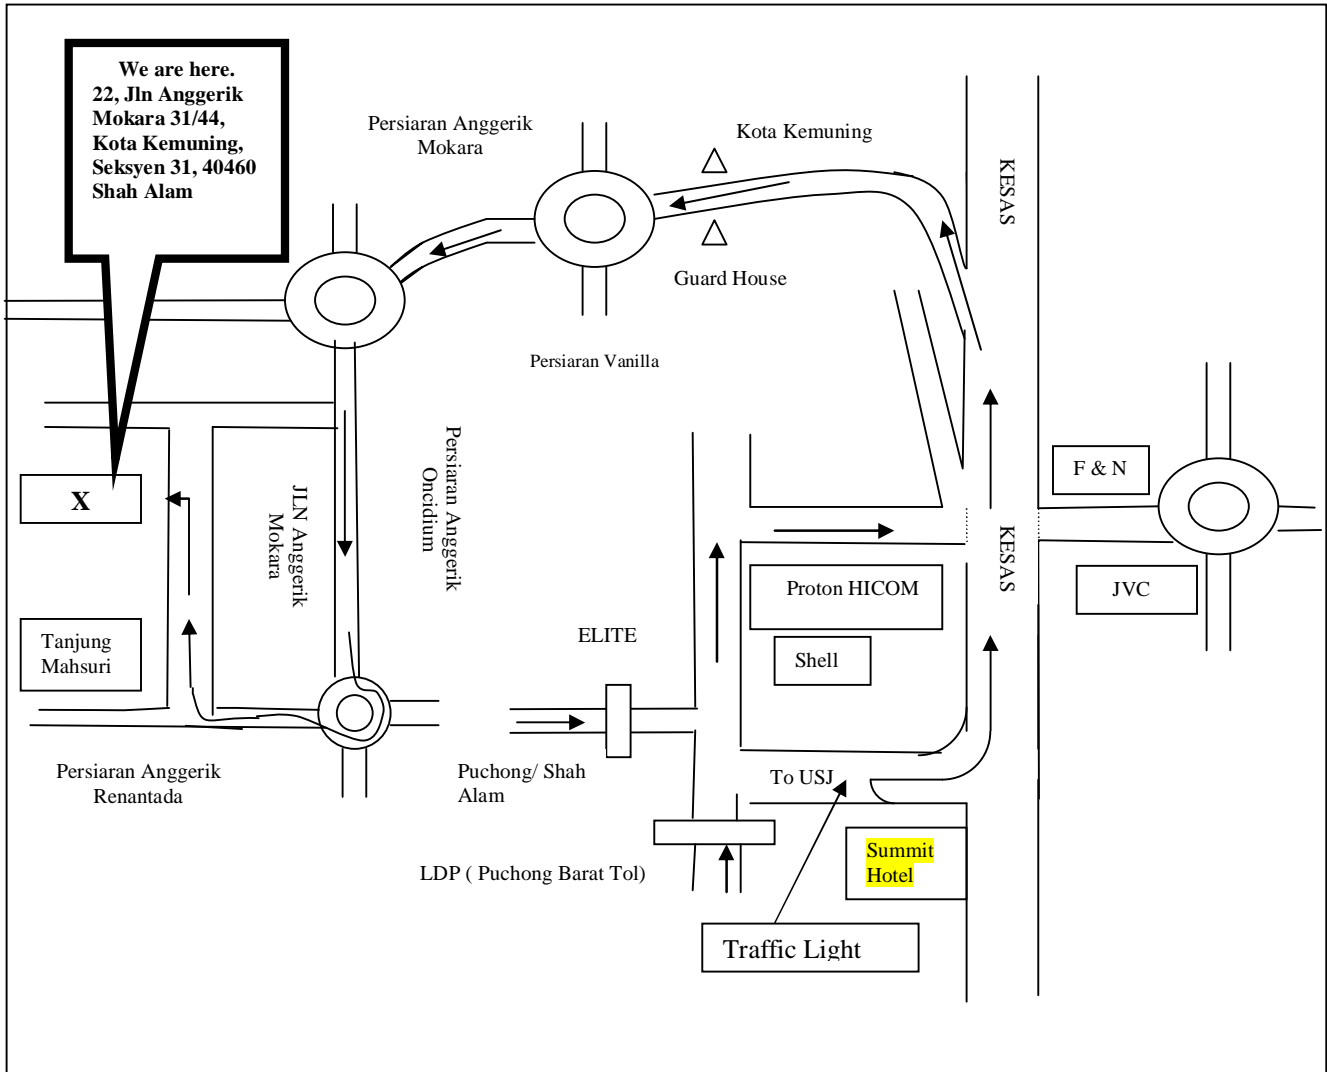 We are here.
22, Jln Anggerik
Mokara 31/44,
Kota Kemuning,
Seksyen 31, 40460
Shah Alam
Persiaran Anggerik
Mokara
Kota Kemuning
KESAS
Guard House
Persiaran Vanilla
F & N
X
JLN Anggerik
Mokara
Persiaran Anggerik
Oncidium
KESAS
Proton HICOM
JVC
Tanjung
Mahsuri
ELITE
Shell
Persiaran Anggerik
Renantada
Puchong/ Shah
Alam
To USJ
LDP ( Puchong Barat Tol)
Summit
Hotel
Traffic Light